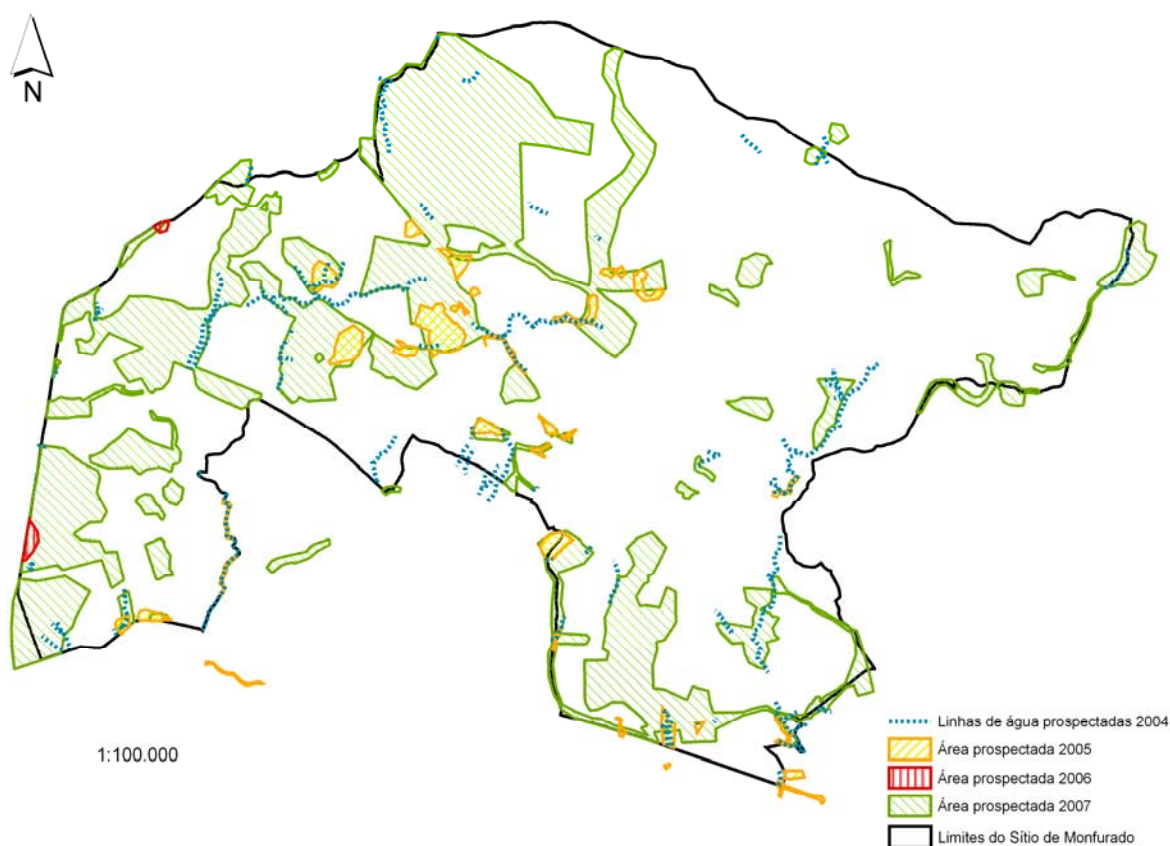 N
1:100.000
Linhas de água prospectadas 2004
Área prospectada 2005
Área prospectada 2006
Área prospectada 2007
Limites do Sítio de Monfurado